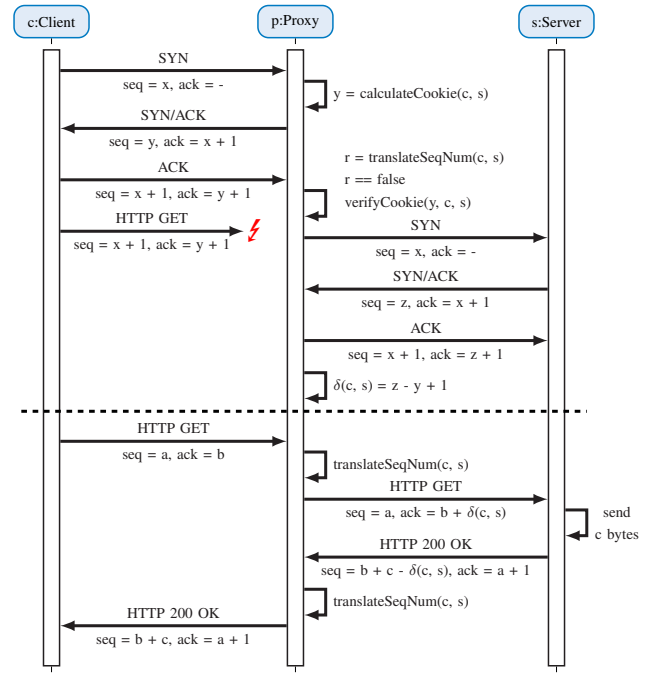 c:Client
p:Proxy
s:Server
SYN
seq = x, ack = -
y = calculateCookie(c, s)
SYN/ACK
seq = y, ack = x + 1
r = translateSeqNum(c, s)
ACK
r == false
seq = x + 1, ack = y + 1
verifyCookie(y, c, s)
HTTP GET
seq = x + 1, ack = y + 1
SYN
seq = x, ack = -
SYN/ACK
seq = z, ack = x + 1
ACK
seq = x + 1, ack = z + 1
δ(c, s) = z - y + 1
HTTP GET
seq = a, ack = b
translateSeqNum(c, s)
HTTP GET
seq = a, ack = b + δ(c, s)
send
c bytes
HTTP 200 OK
seq = b + c - δ(c, s), ack = a + 1
translateSeqNum(c, s)
HTTP 200 OK
seq = b + c, ack = a + 1